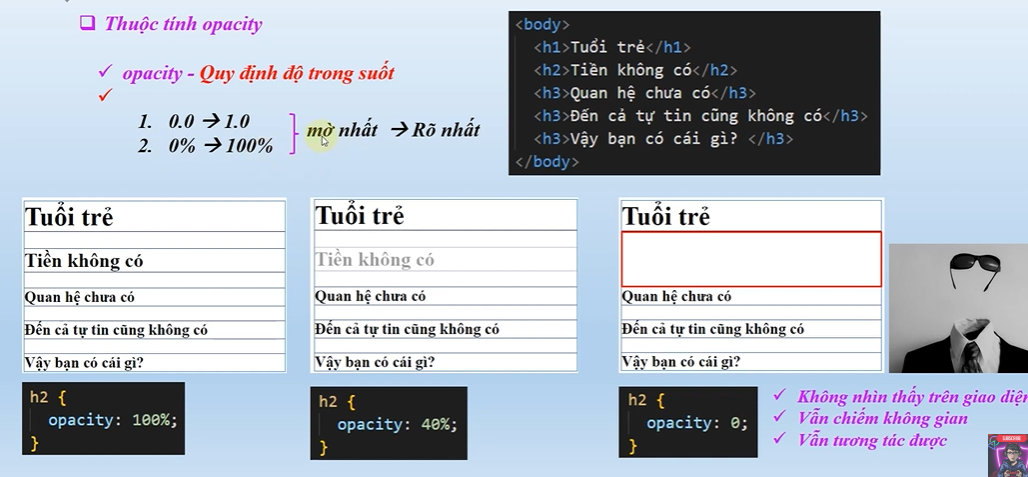 Thuộc tính opacity
opacity - Quy định độ trong suốt
1. 0.0 → 1.0
2. 0% → 100%
mờ nhất → Rõ nhất
<body>
<h1>Tuổi trẻ</h1>
<h2>Tiền không có</h2>
<h3>Quan hệ chưa có</h3>
<h3>Đến cả tự tin cũng không có</h3>
<h3>Vậy bạn có cái gì? </h3>
</body>
Tuổi trẻ
Tiền không có
Quan hệ chưa có
Đến cả tự tin cũng không có
Vậy bạn có cái gì?
h2 {
opacity: 100%;
}
Tuổi trẻ
Tiền không có
Quan hệ chưa có
Đến cả tự tin cũng không có
Vậy bạn có cái gì?
h2 {
opacity: 40%;
}
Tuổi trẻ
Quan hệ chưa có
Đến cả tự tin cũng không có
Vậy bạn có cái gì?
h2 {
opacity: 0;
}
Không nhìn thấy trên giao diện
Vẫn chiếm không gian
Vẫn tương tác được
SUBSCRIBE